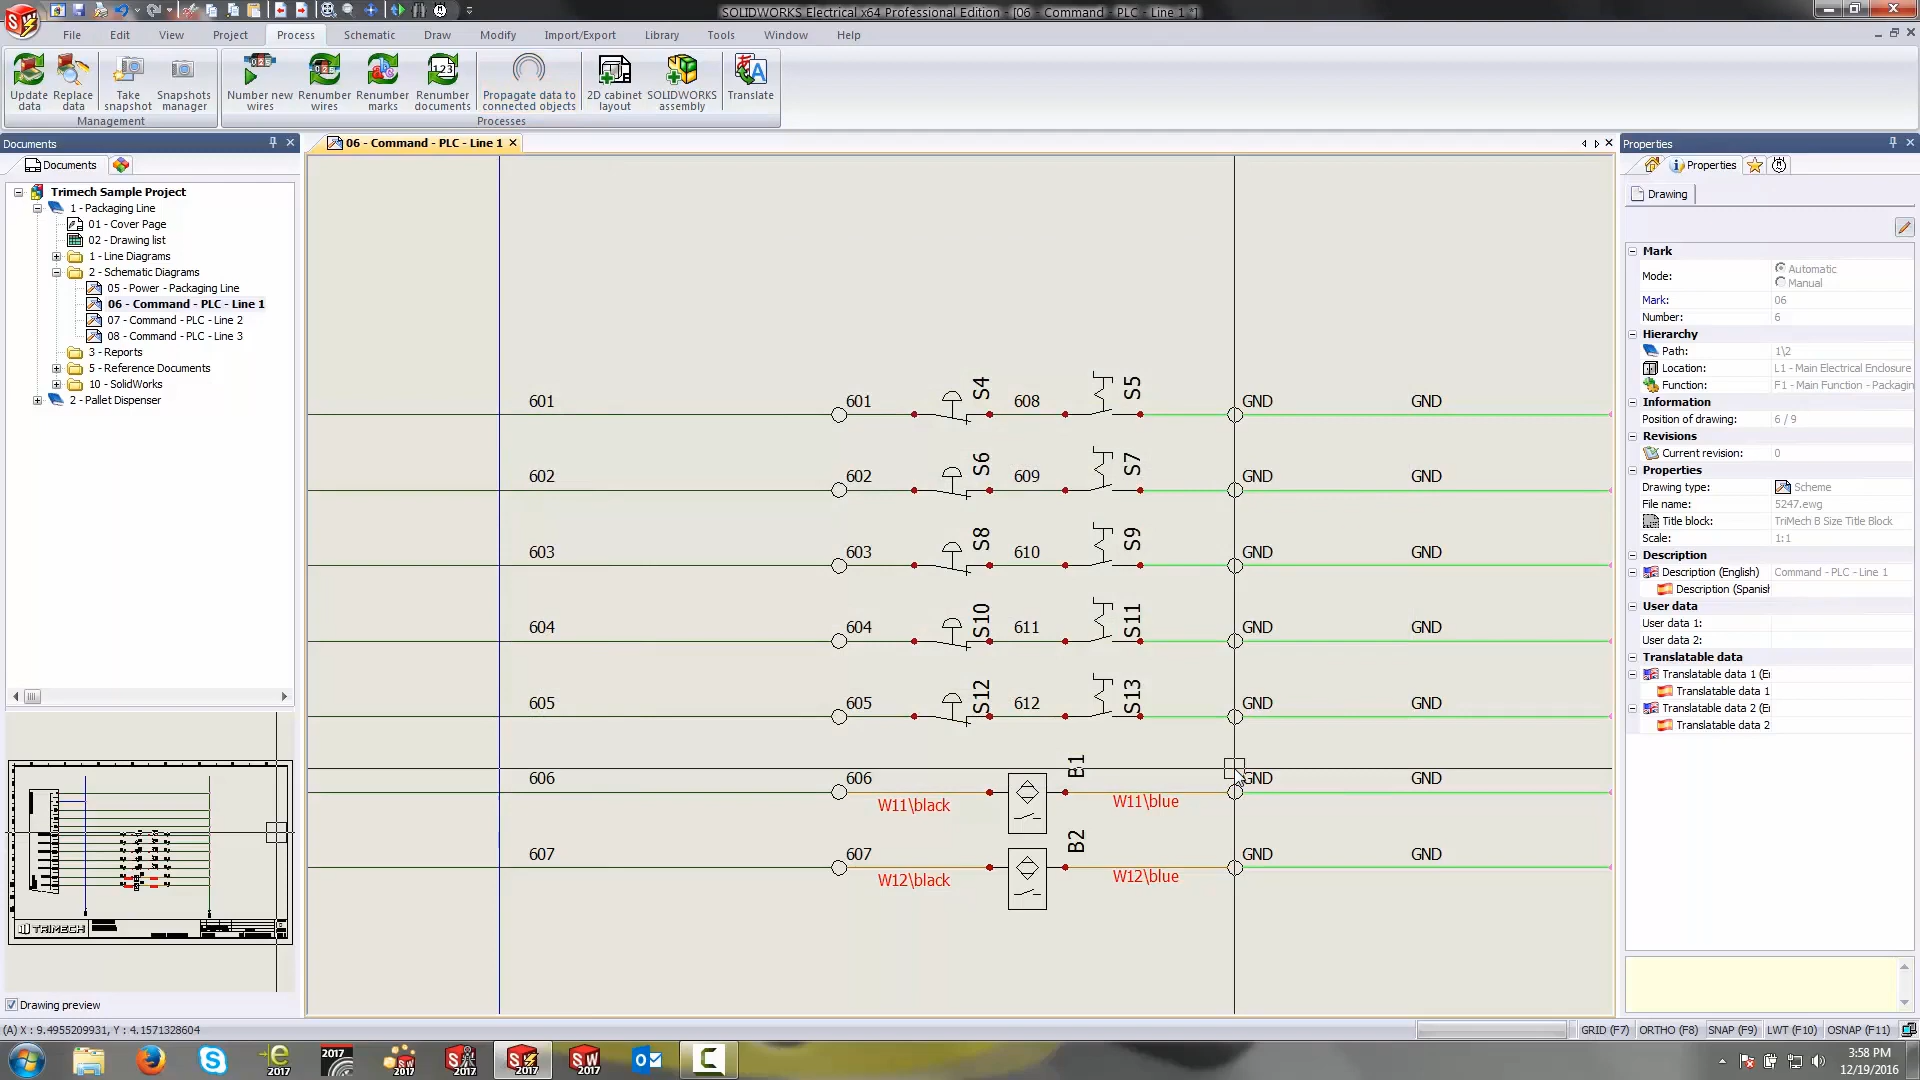 SOLIDWORKS Electrical x64 Professional Edition - [06 - Command - PLC - Line 1 *]
File Edit View Project Process Schematic Draw Modify Import/Export Library Tools Window Help
Update data
Replace data
Take snapshot
Snapshots manager
Management
Number new wires
Renumber wires
Renumber marks
Renumber documents
Propagate data to connected objects
2D cabinet layout
SOLIDWORKS assembly
Translate
Processes
Documents
Documents
Trimech Sample Project
1 - Packaging Line
01 - Cover Page
02 - Drawing list
1 - Line Diagrams
2 - Schematic Diagrams
05 - Power - Packaging Line
06 - Command - PLC - Line 1
07 - Command - PLC - Line 2
08 - Command - PLC - Line 3
3 - Reports
5 - Reference Documents
10 - SolidWorks
2 - Pallet Dispenser
TRIMECH
Drawing preview
06 - Command - PLC - Line 1
601 601 S4 608 S5 GND GND
602 602 S6 609 S7 GND GND
603 603 S8 610 S9 GND GND
604 604 S10 611 S11 GND GND
605 605 S12 612 S13 GND GND
606 606 B1 GND GND
W11\black W11\blue
607 607 B2 GND GND
W12\black W12\blue
Properties
Properties
Drawing
Mark
Mode: Automatic
Manual
Mark: 06
Number: 6
Hierarchy
Path: 1\2
Location: L1 - Main Electrical Enclosure
Function: F1 - Main Function - Packagin
Information
Position of drawing: 6 / 9
Revisions
Current revision: 0
Properties
Drawing type: Scheme
File name: 5247.ewg
Title block: TriMech B Size Title Block
Scale: 1:1
Description
Description (English) Command - PLC - Line 1
Description (Spanish
User data
User data 1:
User data 2:
Translatable data
Translatable data 1 (E
Translatable data 1
Translatable data 2 (E
Translatable data 2
(A) X : 9.4955209931, Y : 4.1571328604
GRID (F7) ORTHO (F8) SNAP (F9) LWT (F10) OSNAP (F11)
2017 2017 2017 2017 2017 2017
3:58 PM
12/19/2016